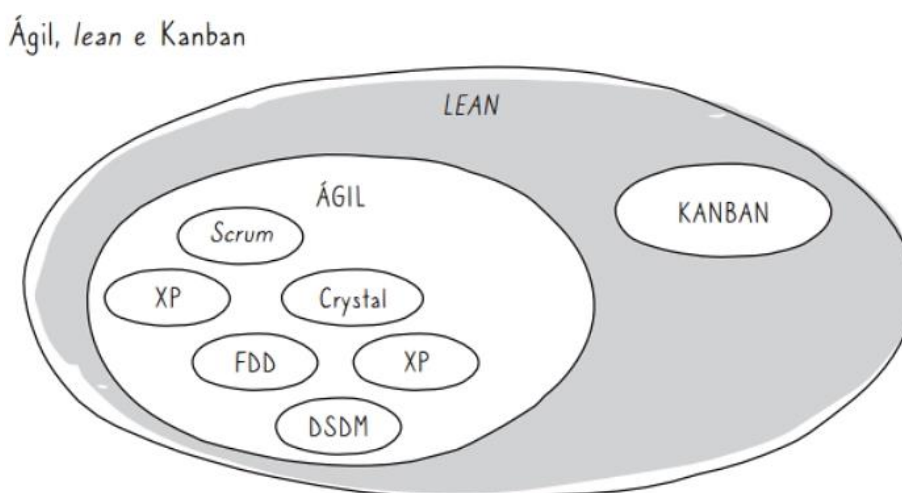 Ágil, lean e Kanban
LEAN
ÁGIL
KANBAN
Scrum
XP
Crystal
FDD
XP
DSDM